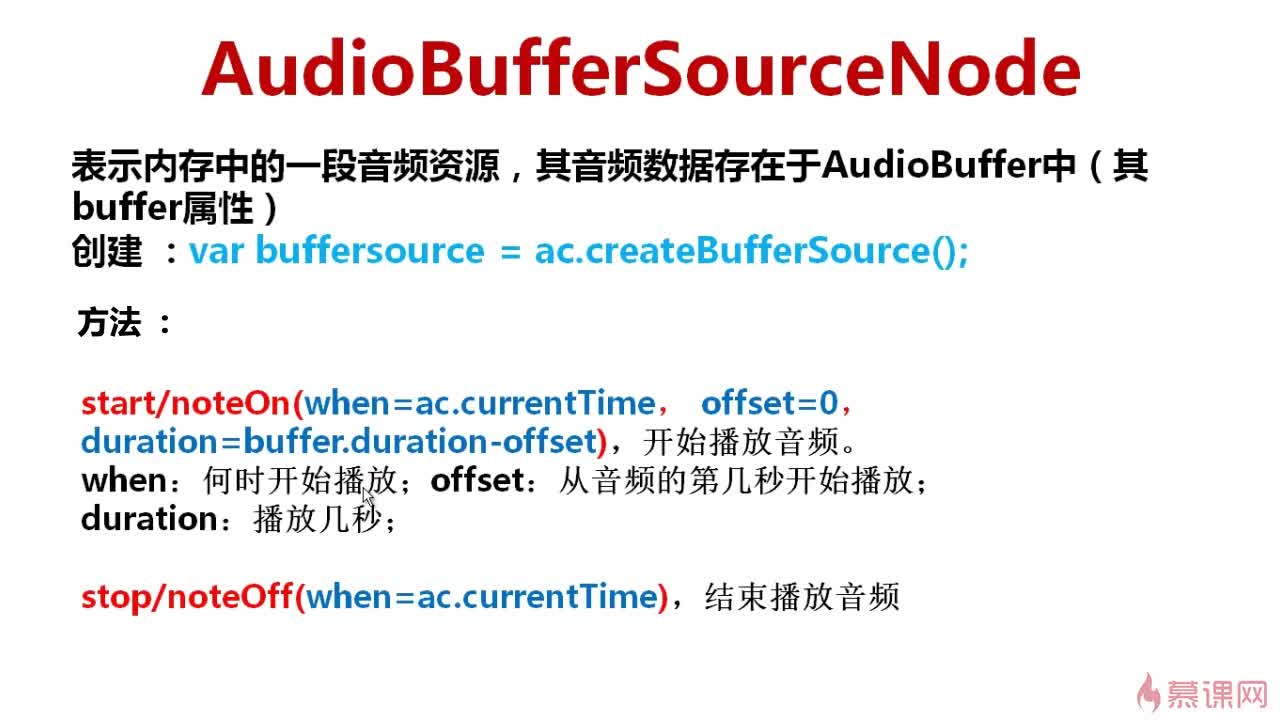 AudioBufferSourceNode
表示内存中的一段音频资源，其音频数据存在于AudioBuffer中（其
buffer属性）
创建 ：var buffersource = ac.createBufferSource();
方法 ：
start/noteOn(when=ac.currentTime， offset=0，
duration=buffer.duration-offset)，开始播放音频。
when：何时开始播放；offset：从音频的第几秒开始播放；
duration：播放几秒；
stop/noteOff(when=ac.currentTime)，结束播放音频
慕课网